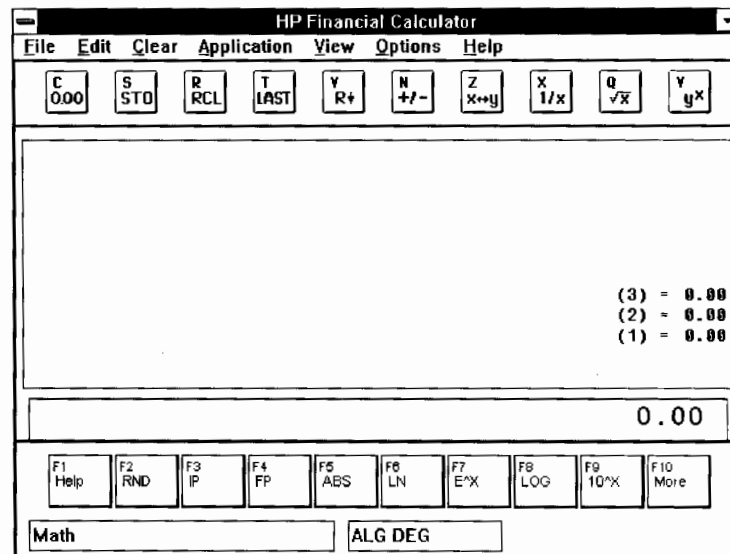 HP Financial Calculator
File Edit Clear Application View Options Help
C S R T V N Z X Q Y
0.00 STO RCL LAST R↓ +/- x↔y 1/x √x y^x
(3) = 0.00
(2) = 0.00
(1) = 0.00
0.00
F1 F2 F3 F4 F5 F6 F7 F8 F9 F10
Help RND IP FP ABS LN E^X LOG 10^X More
Math ALG DEG